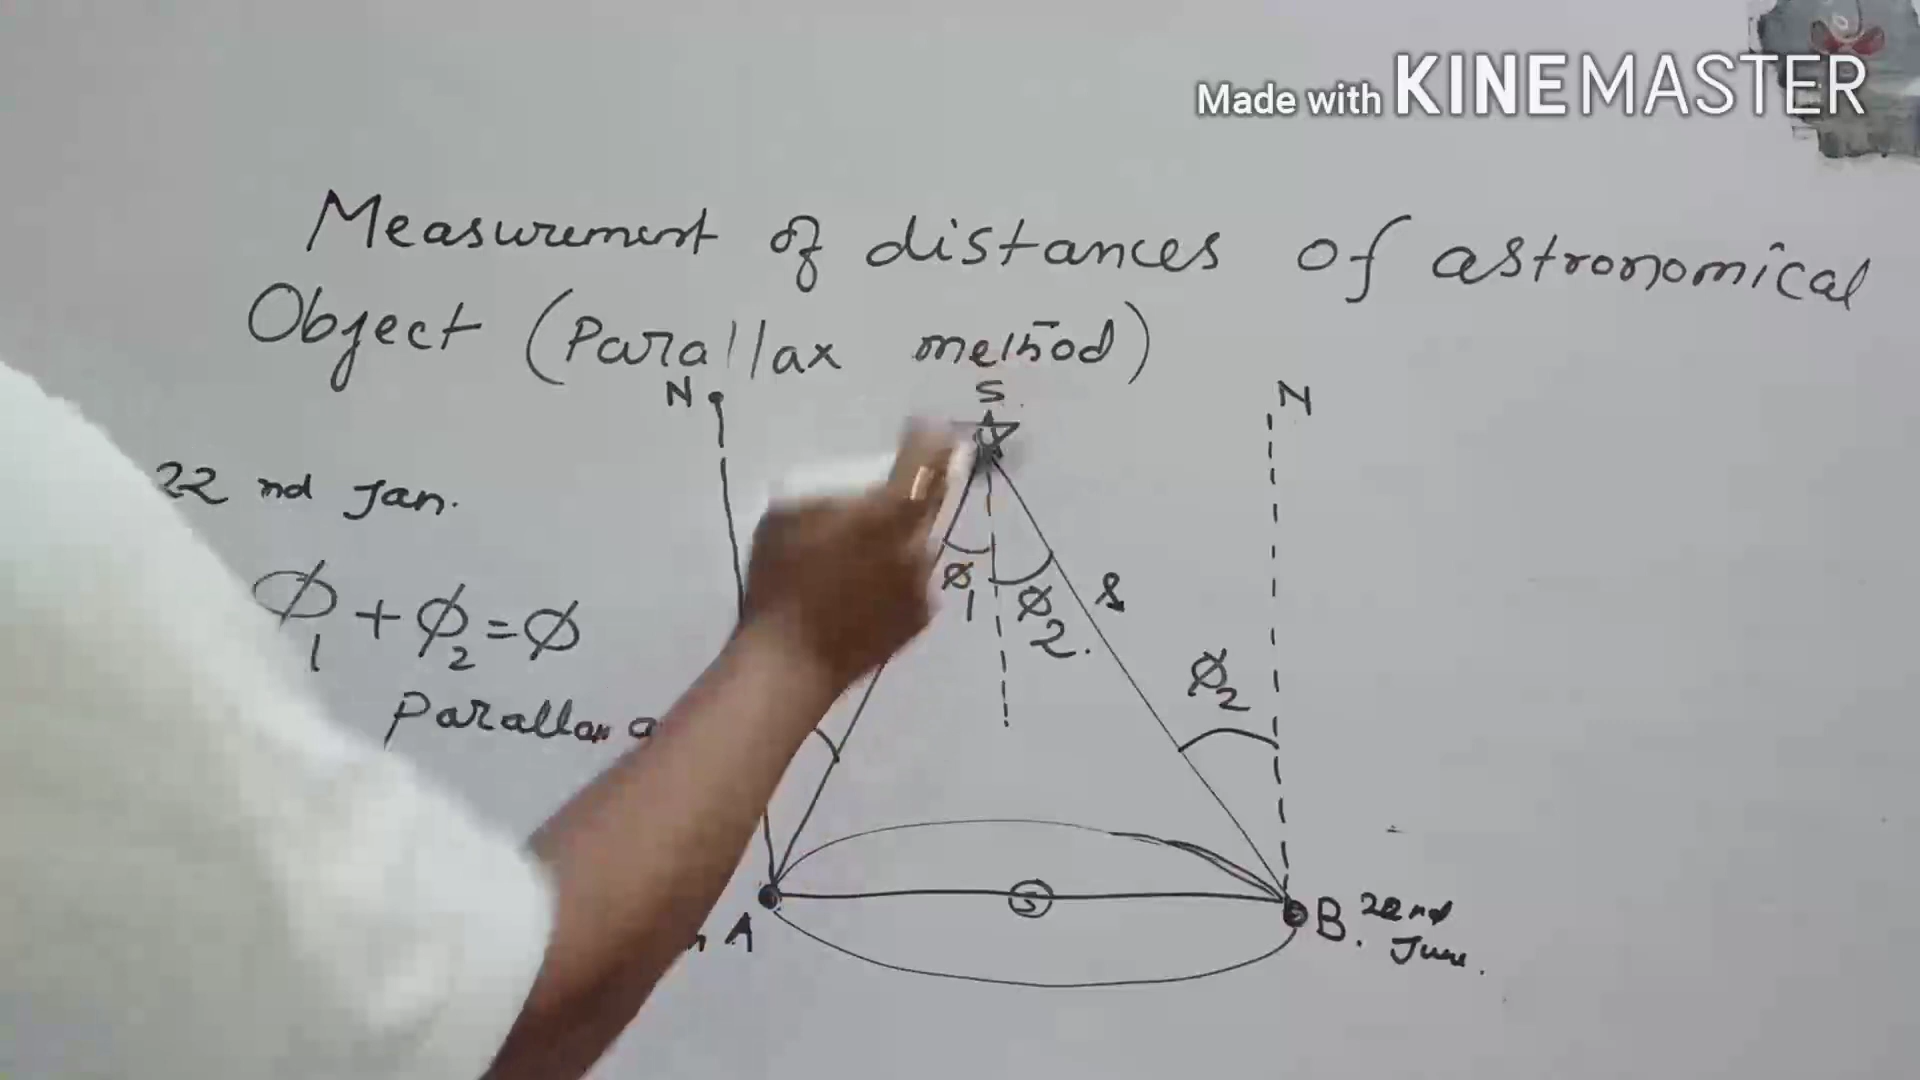 Made with KINEMASTER
Measurement of distances of astronomical
Object (Parallax method)
N
S
N
22 nd Jan.
ϕ1 + ϕ2 = ϕ
Parallax
ϕ1
ϕ2
s
ϕ2
S
A
B
22nd
June.